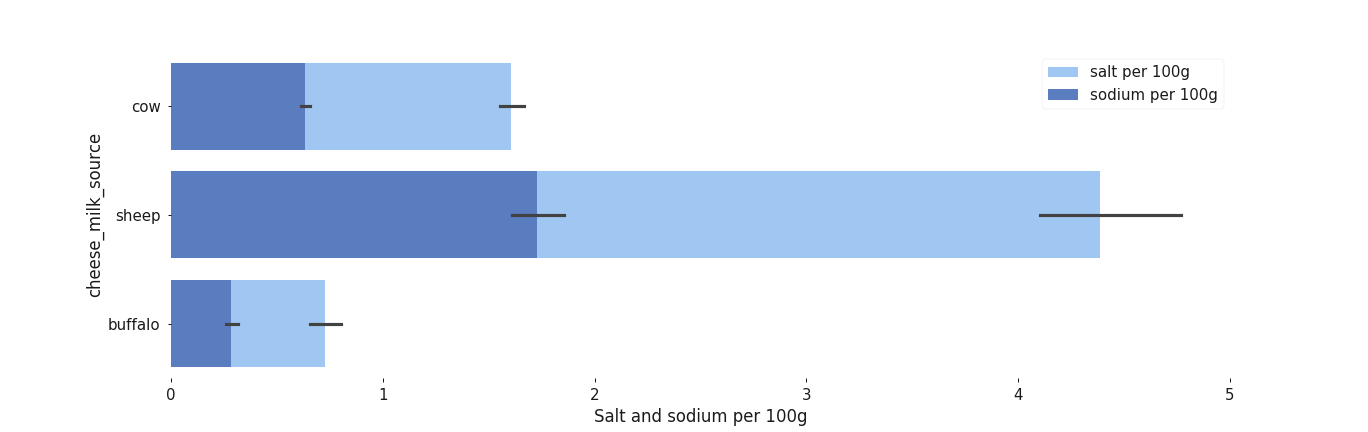 salt per 100g
sodium per 100g
cheese_milk_source
cow
sheep
buffalo
0 1 2 3 4 5
Salt and sodium per 100g